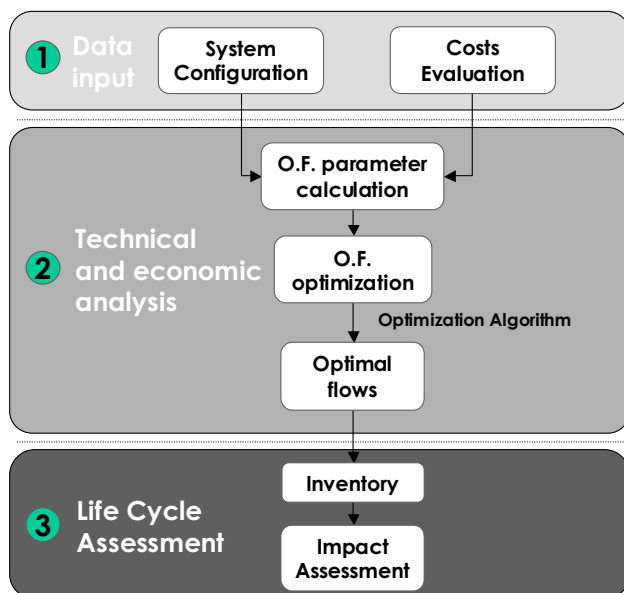 1
Data
input
System
Configuration
Costs
Evaluation
2
Technical
and economic
analysis
O.F. parameter
calculation
O.F.
optimization
Optimization Algorithm
Optimal
flows
3
Life Cycle
Assessment
Inventory
Impact
Assessment